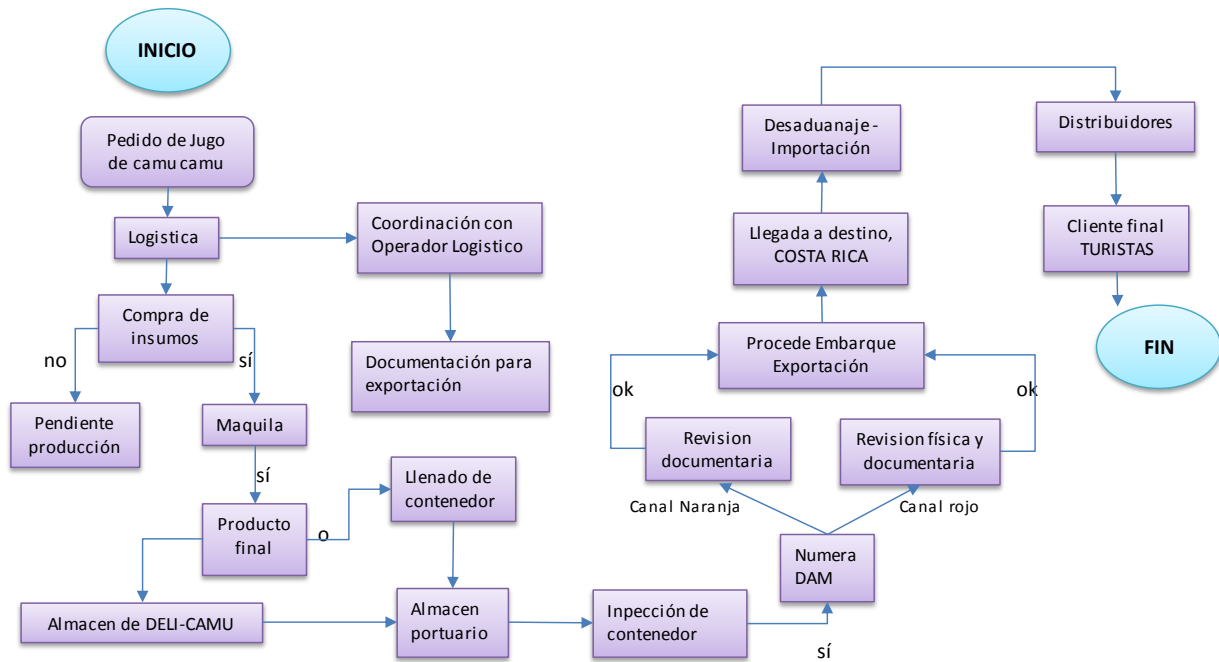 INICIO
Pedido de Jugo
de camu camu
Logistica
Coordinación con
Operador Logistico
Compra de
insumos
no
sí
Documentación para
exportación
Pendiente
producción
Maquila
sí
Producto
final
o
Llenado de
contenedor
Almacen de DELI-CAMU
Almacen
portuario
Inpección de
contenedor
sí
Numera
DAM
Canal Naranja
Canal rojo
Revision
documentaria
Revision física y
documentaria
ok
ok
Procede Embarque
Exportación
Llegada a destino,
COSTA RICA
Desaduanaje -
Importación
Distribuidores
Cliente final
TURISTAS
FIN